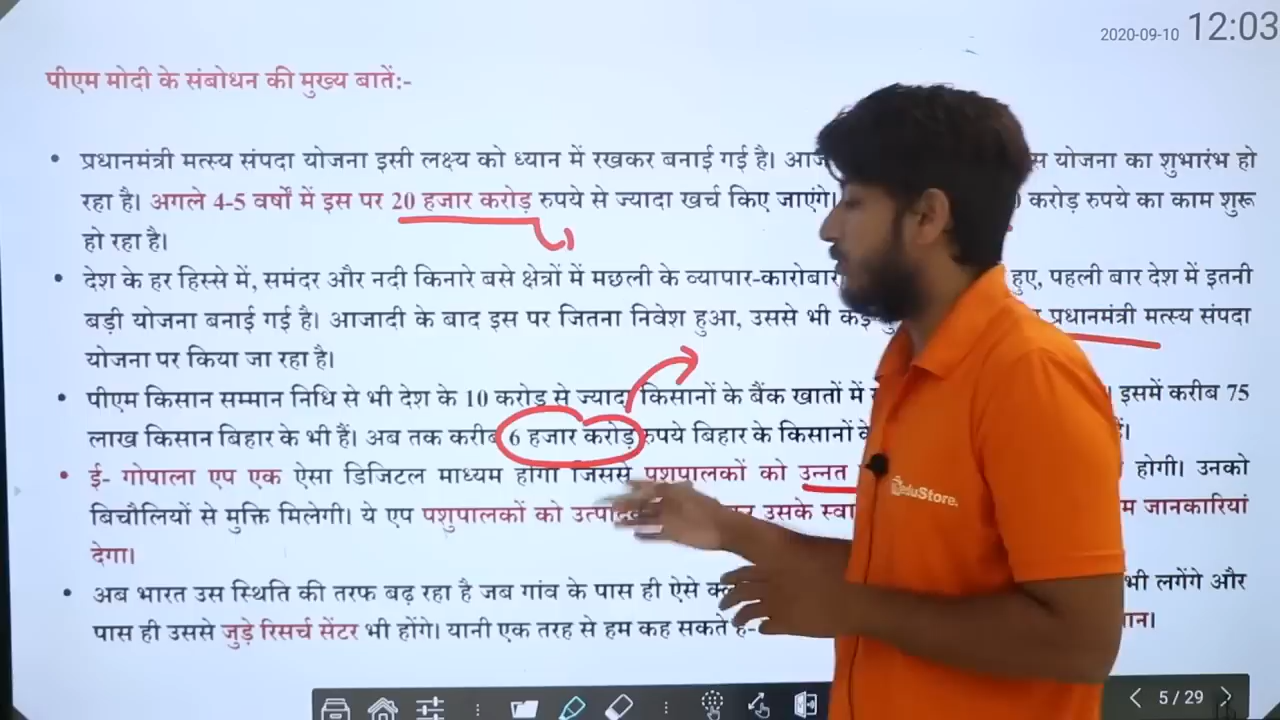 2020-09-10 12:03
पीएम मोदी के संबोधन की मुख्य बातें:-
• प्रधानमंत्री मत्स्य संपदा योजना इसी लक्ष्य को ध्यान में रखकर बनाई गई है। योजना का शुभारंभ हो
रहा है। अगले 4-5 वर्षों में इस पर 20 हजार करोड़ रुपये से ज्यादा खर्च किए जाएंगे। करोड़ रुपये का काम शुरू
हो रहा है।
• देश के हर हिस्से में, समंदर और नदी किनारे बसे क्षेत्रों में मछली के व्यापार-कारोबार हुए, पहली बार देश में इतनी
बड़ी योजना बनाई गई है। आजादी के बाद इस पर जितना निवेश हुआ, उससे भी प्रधानमंत्री मत्स्य संपदा
योजना पर किया जा रहा है।
• पीएम किसान सम्मान निधि से भी देश के 10 करोड़ से ज्यादा किसानों के बैंक खातों में इसमें करीब 75
लाख किसान बिहार के भी हैं। अब तक करीब 6 हजार करोड़ रुपये बिहार के किसानों
• ई- गोपाला एप एक ऐसा डिजिटल माध्यम होगा जिससे पशुपालकों को उन्नत होगी। उनको
बिचौलियों से मुक्ति मिलेगी। ये एप पशुपालकों को उसके जानकारियां
देगा।
• अब भारत उस स्थिति की तरफ बढ़ रहा है जब गांव के पास ही ऐसे भी लगेंगे और
पास ही उससे जुड़े रिसर्च सेंटर भी होंगे। यानी एक तरह से हम कह सकते
eduStore.
5 / 29